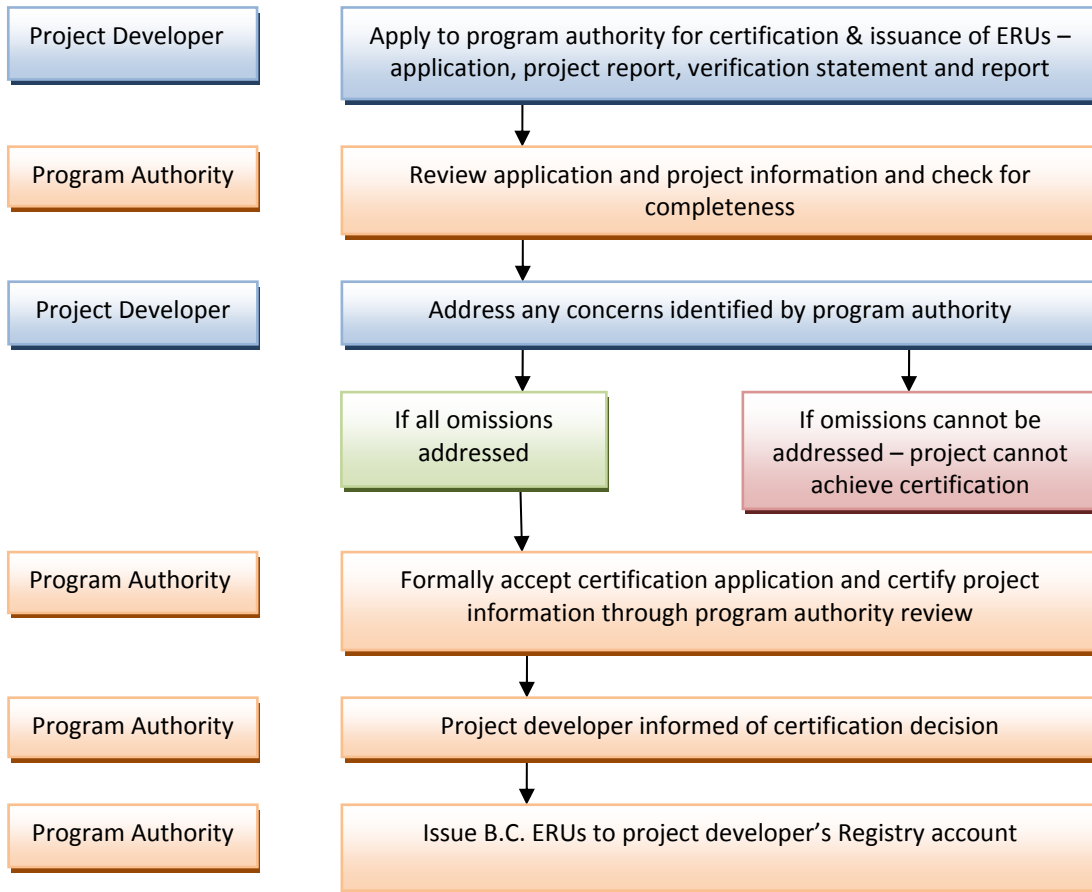 Project Developer
Apply to program authority for certification & issuance of ERUs –
application, project report, verification statement and report
Program Authority
Review application and project information and check for
completeness
Project Developer
Address any concerns identified by program authority
If all omissions
addressed
If omissions cannot be
addressed – project cannot
achieve certification
Program Authority
Formally accept certification application and certify project
information through program authority review
Program Authority
Project developer informed of certification decision
Program Authority
Issue B.C. ERUs to project developer’s Registry account